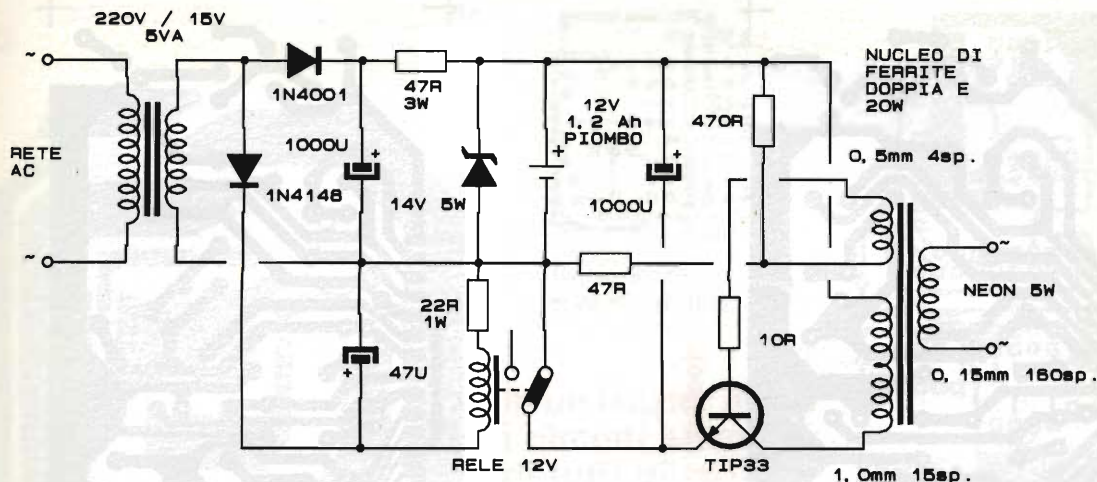 220V / 15V
5VA
~
RETE
AC
~
1N4001
1N4148
1000U
+
47R
3W
14V 5W
12V
1,2 Ah
PIOMBO
+
1000U
+
470R
NUCLEO DI
FERRITE
DOPPIA E
20W
0,5mm 4sp.
47R
22R
1W
47U
+
10R
~
NEON 5W
~
0,15mm 160sp.
RELE 12V
TIP33
1,0mm 15sp.